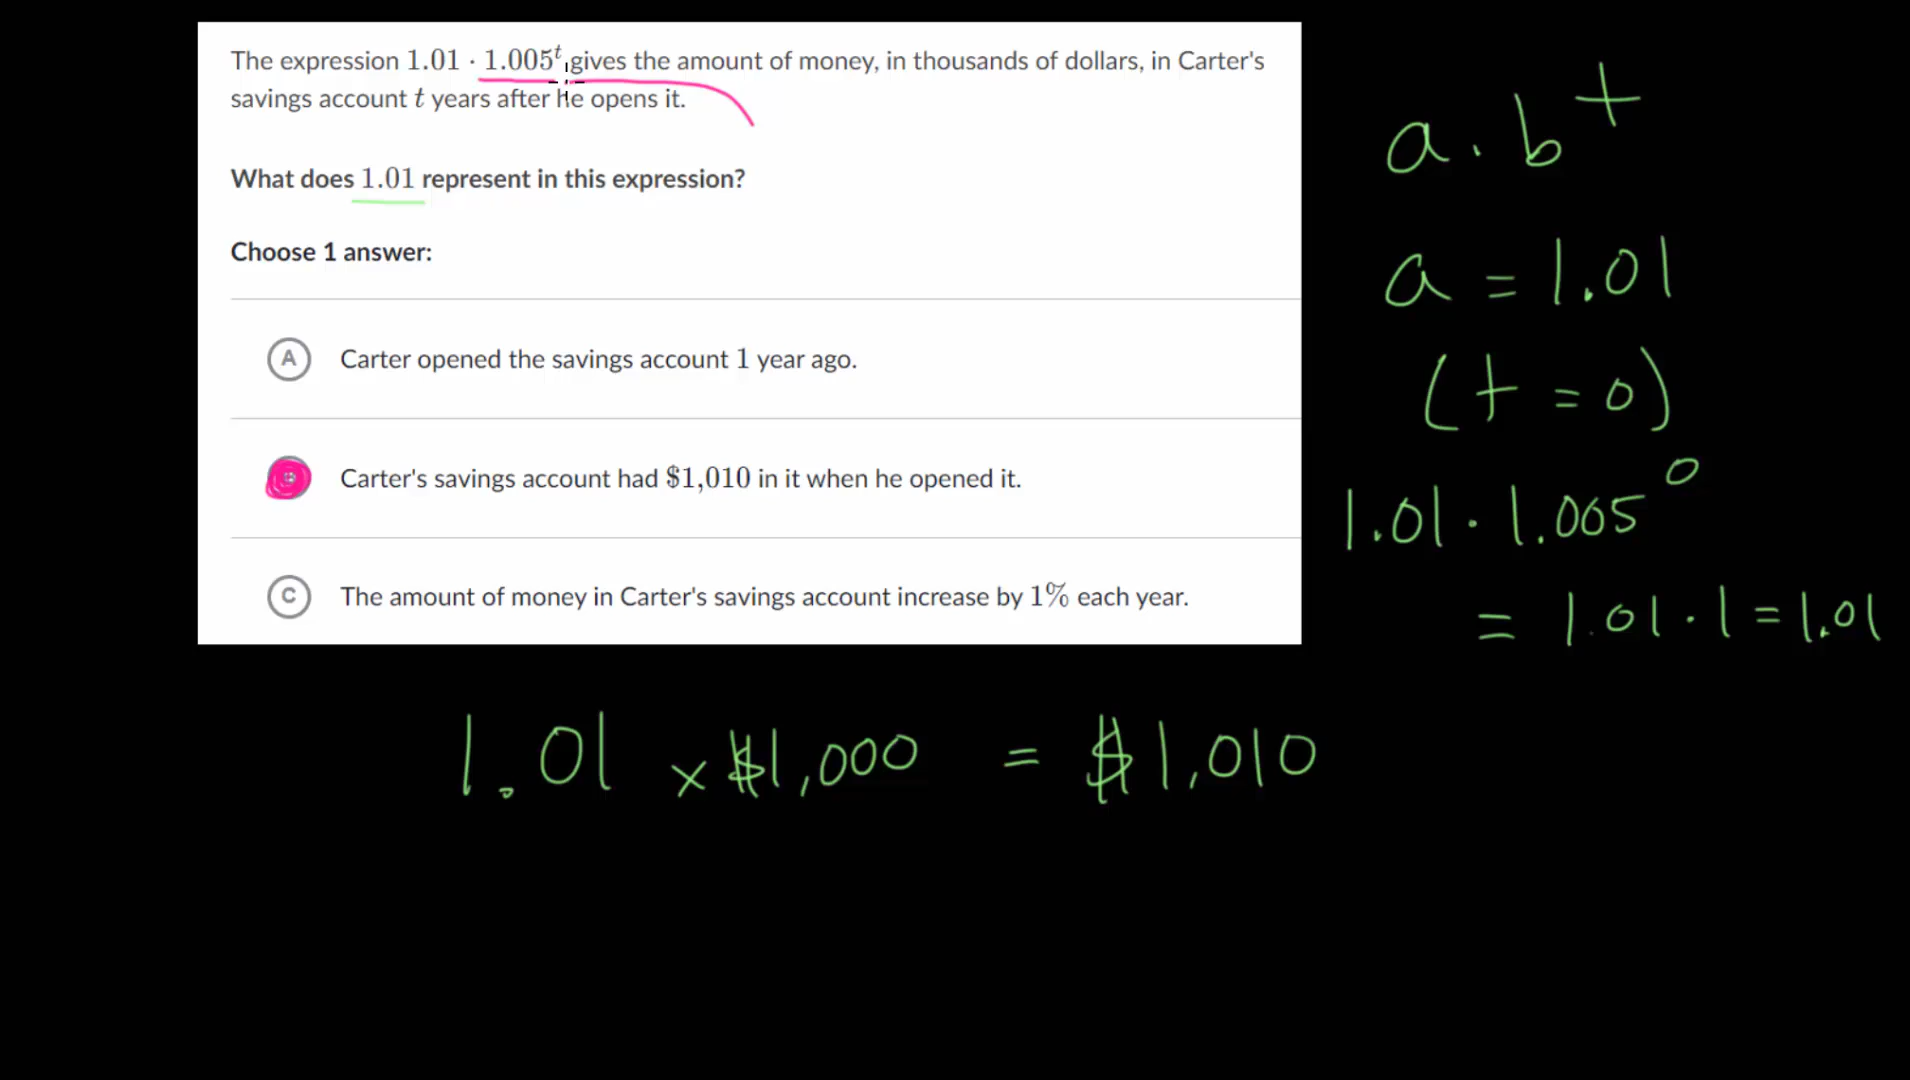 The expression 1.01 · 1.005^t gives the amount of money, in thousands of dollars, in Carter's
savings account t years after he opens it.
What does 1.01 represent in this expression?
Choose 1 answer:
A Carter opened the savings account 1 year ago.
Carter's savings account had $1,010 in it when he opened it.
C The amount of money in Carter's savings account increase by 1% each year.
a · b^t
a = 1.01
(t = 0)
1.01 · 1.005^0
= 1.01 · 1 = 1.01
1.01 × $1,000 = $1,010